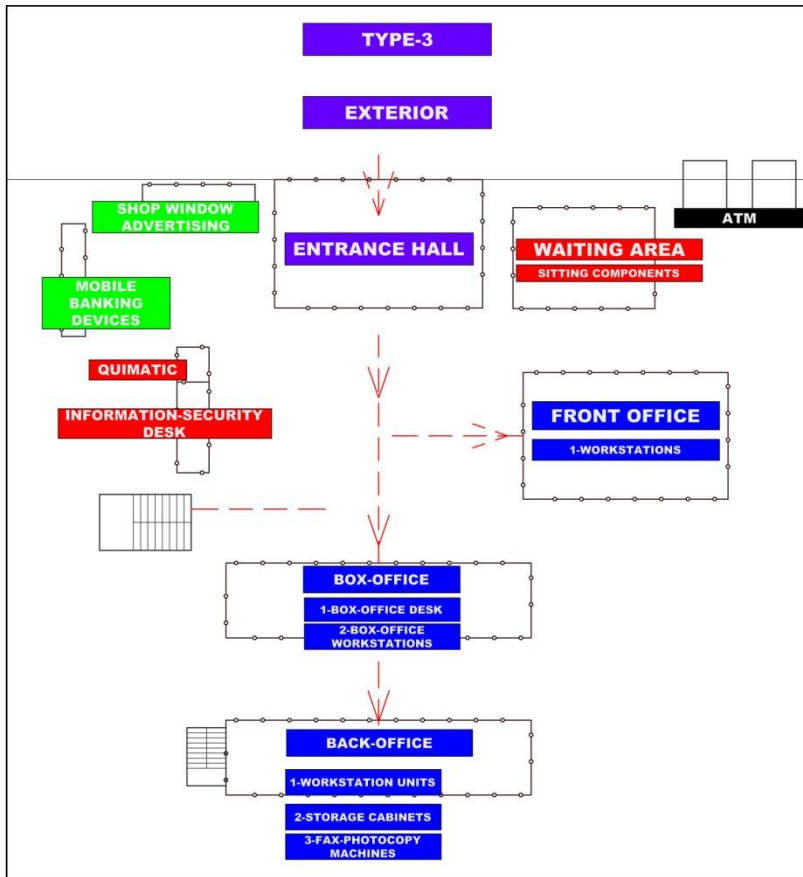 TYPE-3
EXTERIOR
SHOP WINDOW
ADVERTISING
ENTRANCE HALL
WAITING AREA
SITTING COMPONENTS
ATM
MOBILE
BANKING
DEVICES
QUIMATIC
INFORMATION-SECURITY
DESK
FRONT OFFICE
1-WORKSTATIONS
BOX-OFFICE
1-BOX-OFFICE DESK
2-BOX-OFFICE
WORKSTATIONS
BACK-OFFICE
1-WORKSTATION UNITS
2-STORAGE CABINETS
3-FAX-PHOTOCOPY
MACHINES